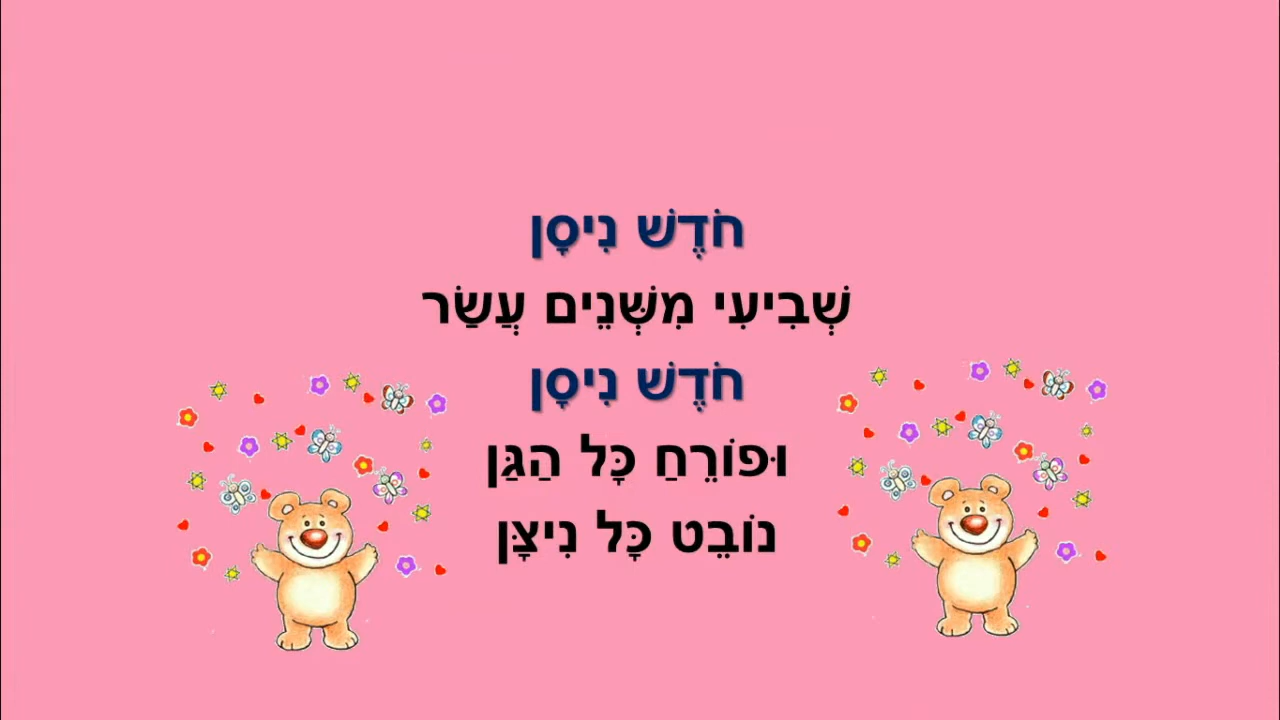 חֹדֶשׁ נִיסָן
שְׁבִיעִי מִשְּׁנֵים עֲשַׂר
חֹדֶשׁ נִיסָן
וּפוֹרֵחַ כָּל הַגַּן
נוֹבֵט כָּל נִיצָּן